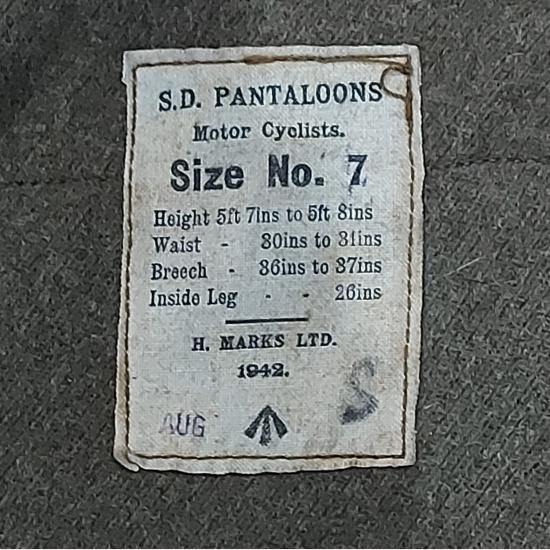 S.D. PANTALOONS
Motor Cyclists.
Size No. 7
Height 5ft 7ins to 5ft 8ins
Waist - 30ins to 31ins
Breech - 36ins to 37ins
Inside Leg - - 26ins
H. MARKS LTD.
1942.
S
AUG